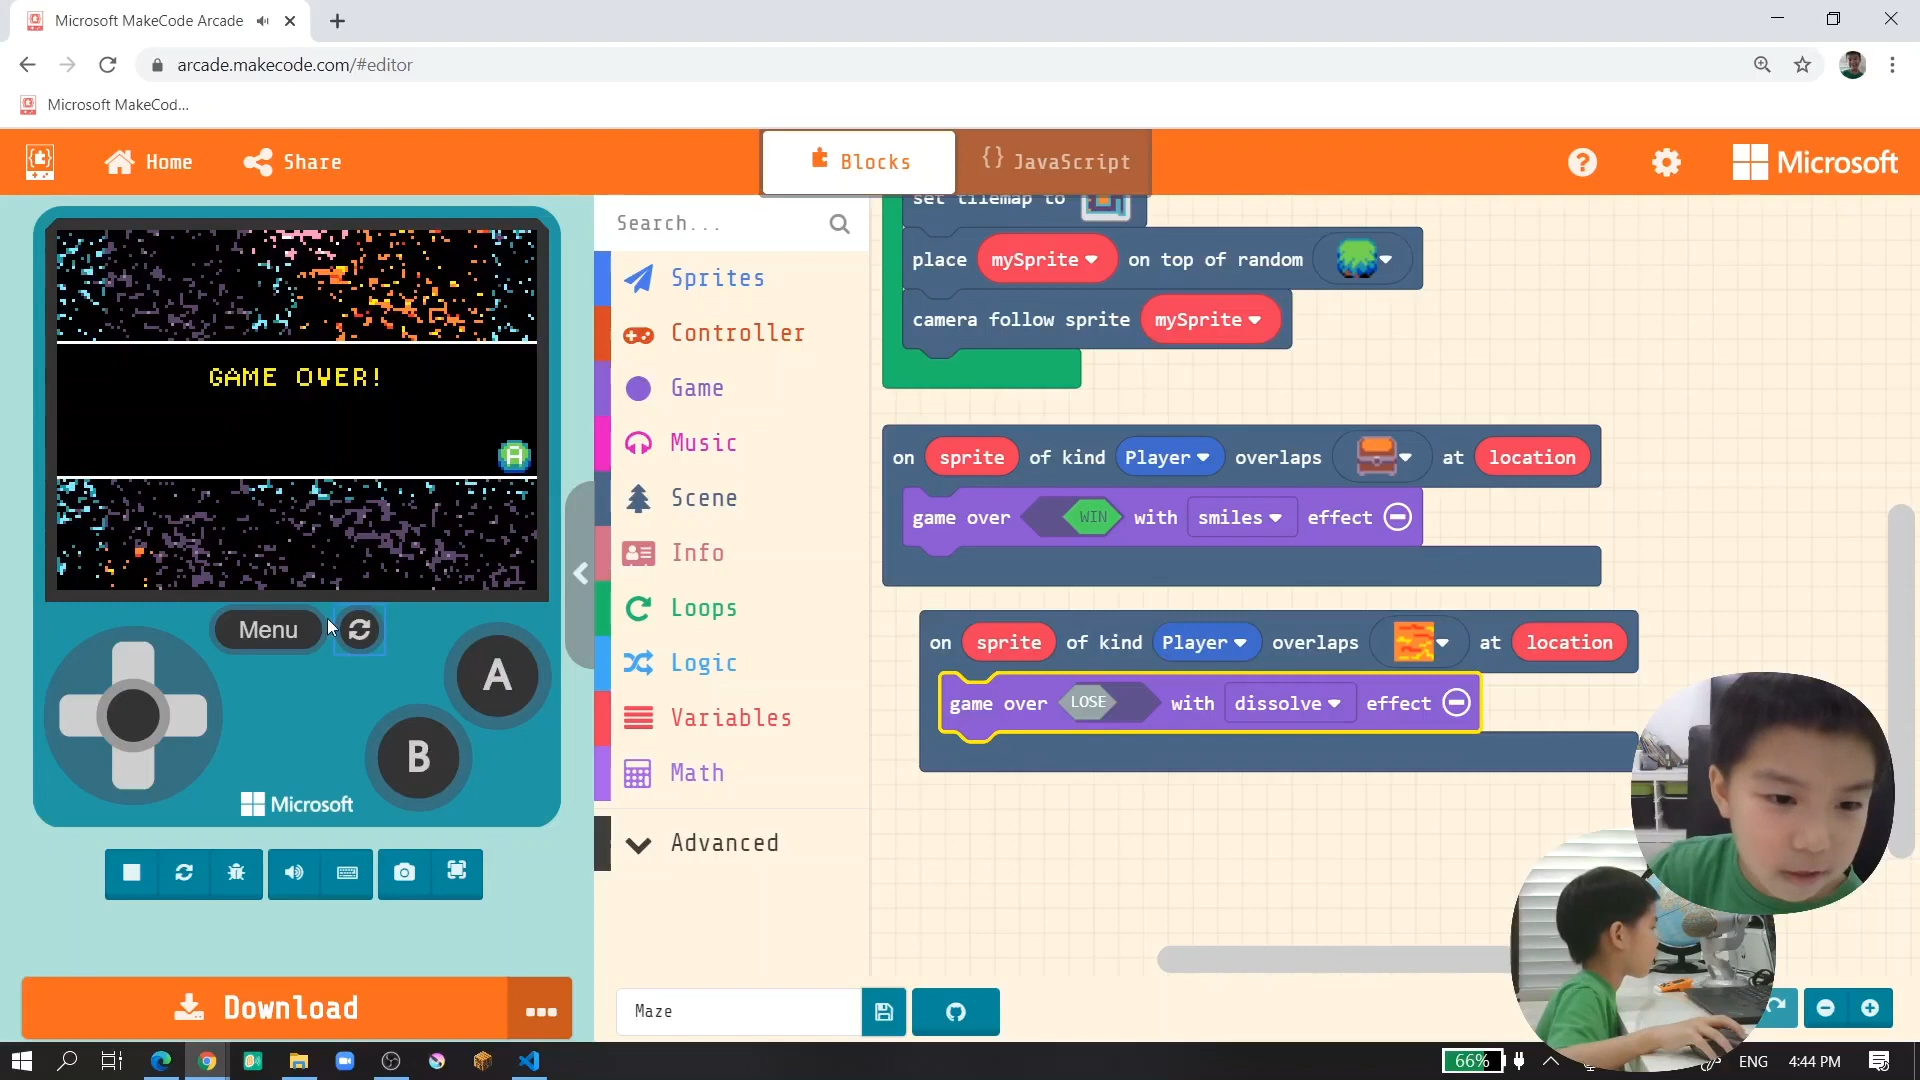 Microsoft MakeCode Arcade
arcade.makecode.com/#editor
Microsoft MakeCod...
Home
Share
Blocks
{} JavaScript
Microsoft
GAME OVER!
A
Menu
A
B
Microsoft
Download
Search...
Sprites
Controller
Game
Music
Scene
Info
Loops
Logic
Variables
Math
Advanced
set tilemap to
place mySprite on top of random
camera follow sprite mySprite
on sprite of kind Player overlaps at location
game over WIN with smiles effect
on sprite of kind Player overlaps at location
game over LOSE with dissolve effect
Maze
66%
ENG
4:44 PM